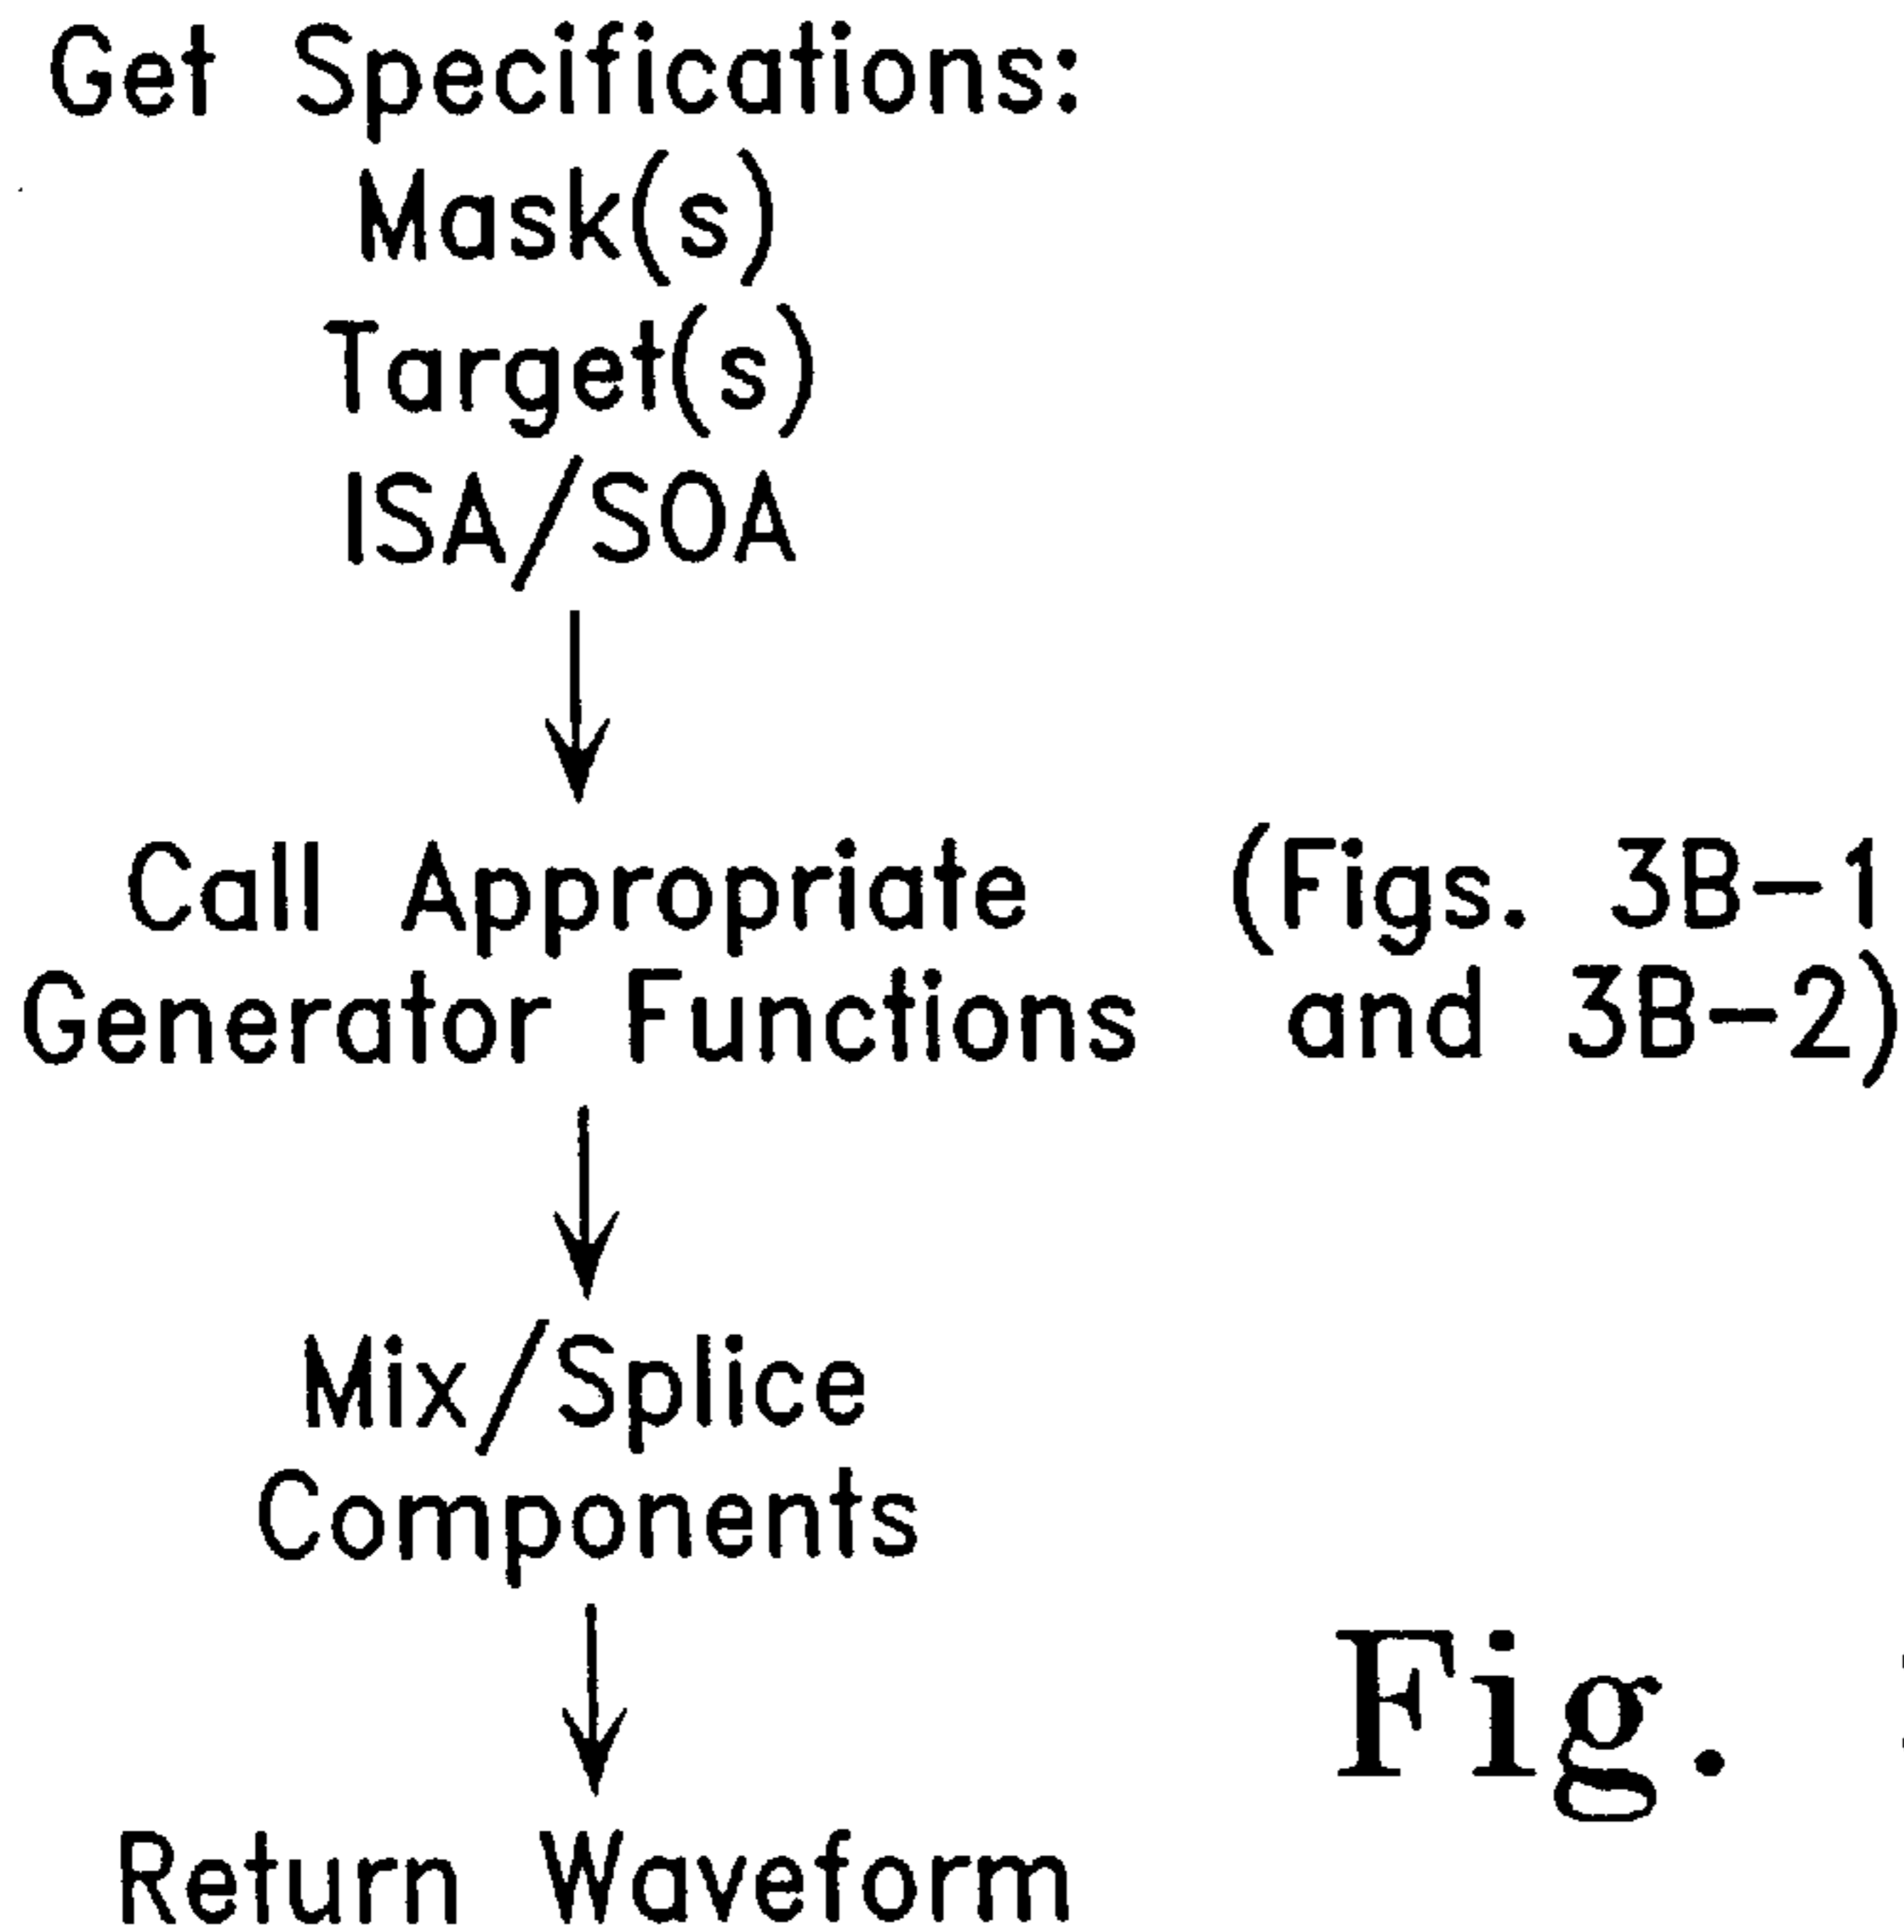 Get Specifications:
Mask(s)
Target(s)
ISA/SOA
Call Appropriate (Figs. 3B-1
Generator Functions and 3B-2)
Mix/Splice
Components
Return Waveform
Fig.